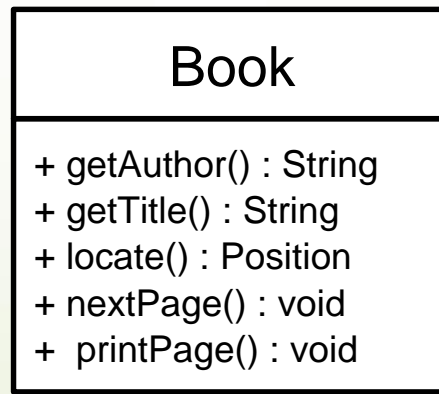 Book
+ getAuthor() : String
+ getTitle() : String
+ locate() : Position
+ nextPage() : void
+ printPage() : void